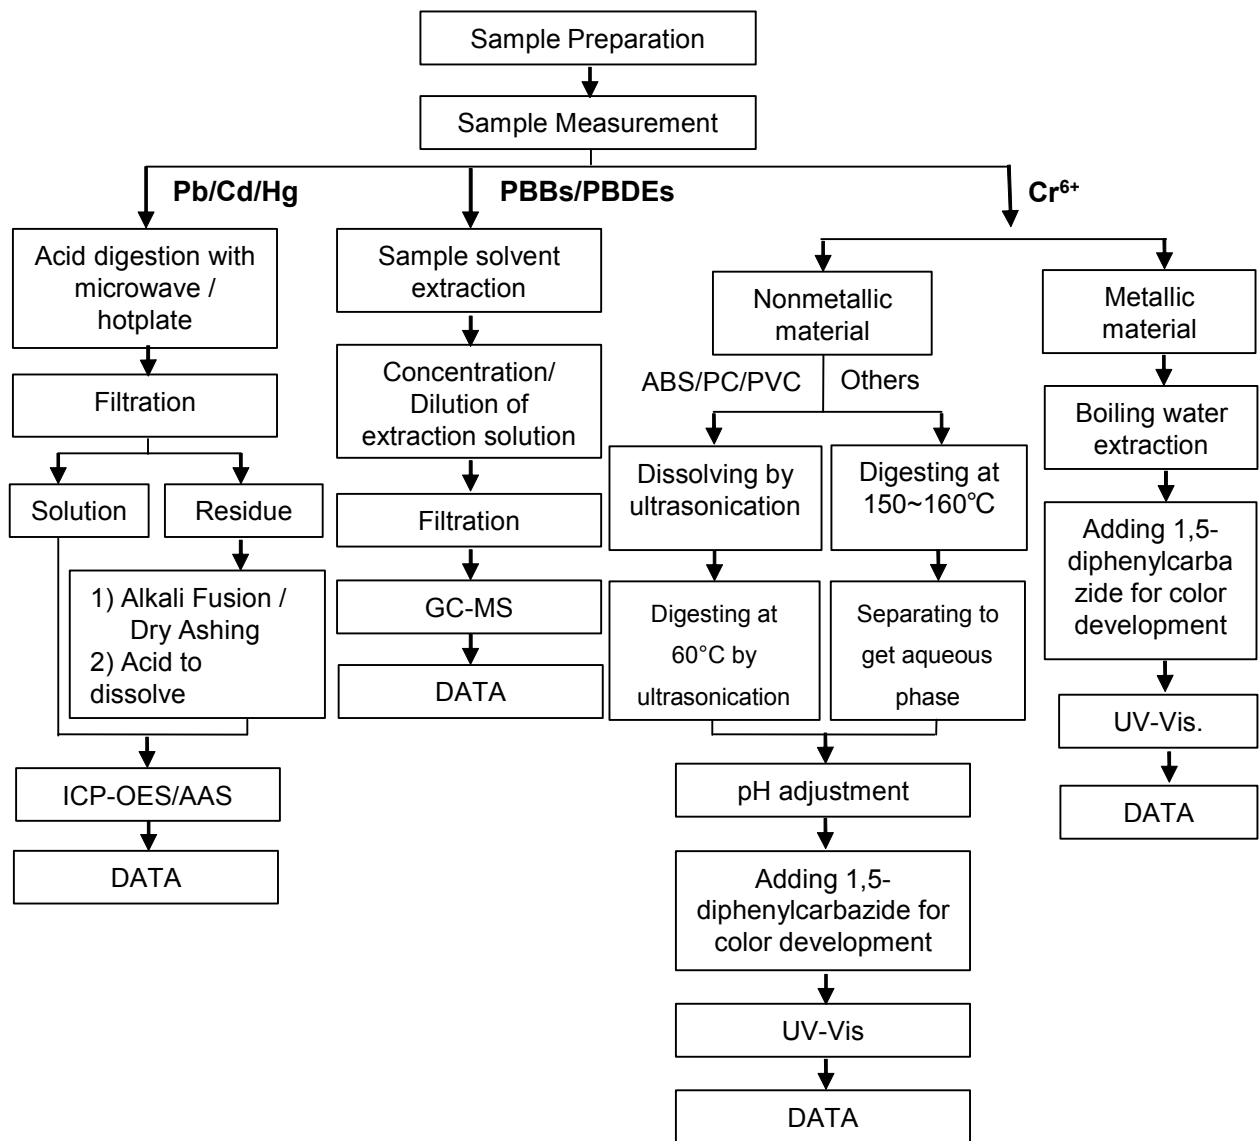 Sample Preparation
Sample Measurement
Pb/Cd/Hg
PBBs/PBDEs
Cr⁶⁺
Acid digestion with
microwave /
hotplate
Filtration
Solution
Residue
1) Alkali Fusion /
Dry Ashing
2) Acid to
dissolve
ICP-OES/AAS
DATA
Sample solvent
extraction
Concentration/
Dilution of
extraction solution
Filtration
GC-MS
DATA
Nonmetallic
material
ABS/PC/PVC
Others
Dissolving by
ultrasonication
Digesting at
60°C by
ultrasonication
Digesting at
150~160℃
Separating to
get aqueous
phase
pH adjustment
Adding 1,5-
diphenylcarbazide for
color development
UV-Vis
DATA
Metallic
material
Boiling water
extraction
Adding 1,5-
diphenylcarba
zide for color
development
UV-Vis.
DATA